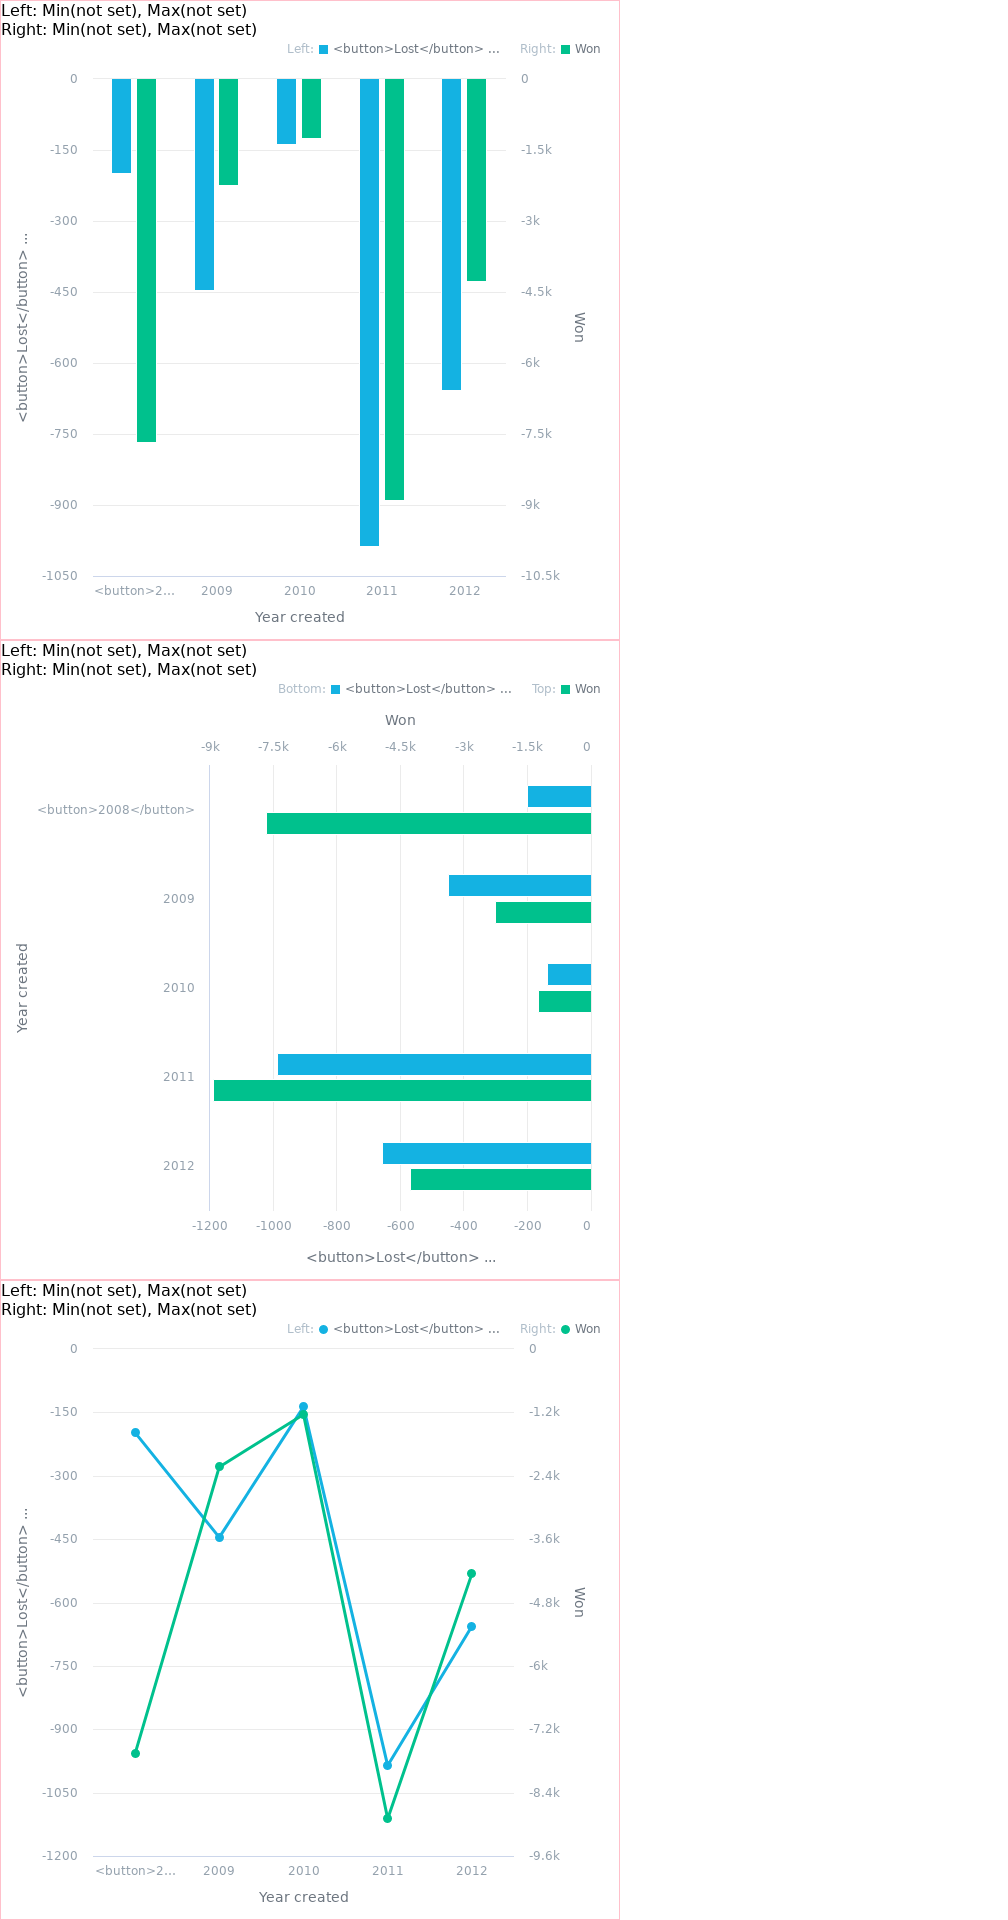 Left: Min(not set), Max(not set)
Right: Min(not set), Max(not set)
Left: <button>Lost</button> ... Right: Won
0 0
-150 -1.5k
-300 -3k
-450 -4.5k
-600 -6k
-750 -7.5k
-900 -9k
-1050 -10.5k
<button>Lost</button> ...
Won
<button>2... 2009 2010 2011 2012
Year created
Left: Min(not set), Max(not set)
Right: Min(not set), Max(not set)
Bottom: <button>Lost</button> ... Top: Won
Won
-9k -7.5k -6k -4.5k -3k -1.5k 0
<button>2008</button>
2009
2010
2011
2012
Year created
-1200 -1000 -800 -600 -400 -200 0
<button>Lost</button> ...
Left: Min(not set), Max(not set)
Right: Min(not set), Max(not set)
Left: <button>Lost</button> ... Right: Won
0 0
-150 -1.2k
-300 -2.4k
-450 -3.6k
-600 -4.8k
-750 -6k
-900 -7.2k
-1050 -8.4k
-1200 -9.6k
<button>Lost</button> ...
Won
<button>2... 2009 2010 2011 2012
Year created